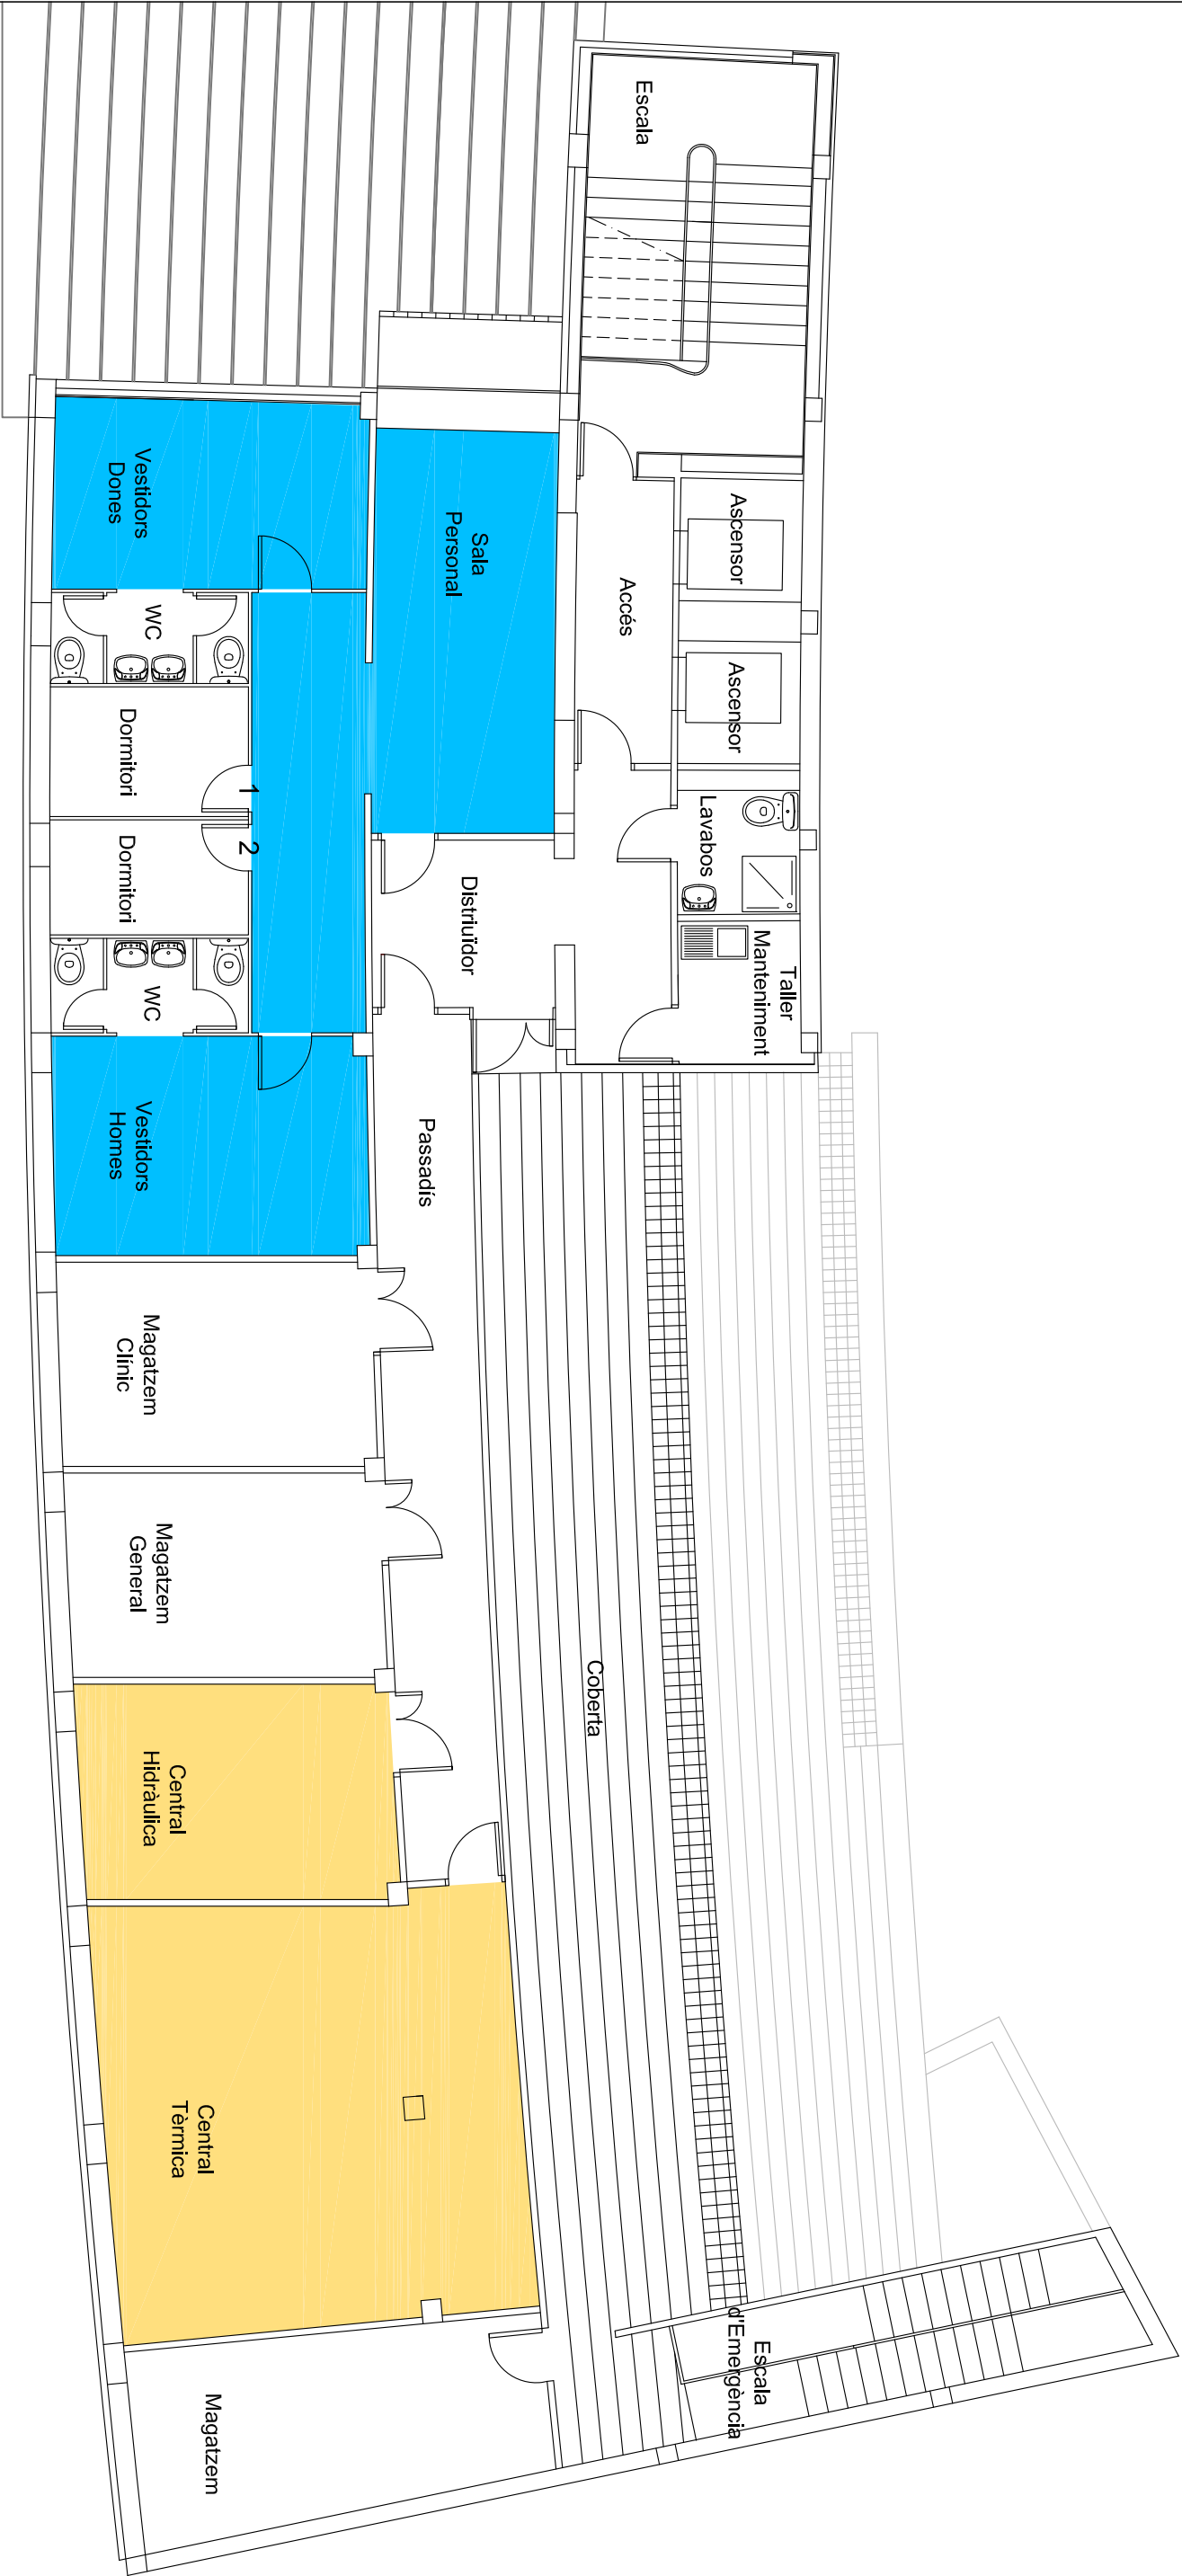 Escala
Ascensor
Ascensor
Accés
Lavabos
Taller
Manteniment
Sala
Personal
Distriuïdor
Vestidors
Dones
WC
Dormitori
1
2
Dormitori
WC
Vestidors
Homes
Passadís
Magatzem
Clínic
Magatzem
General
Coberta
Central
Hidràulica
Central
Tèrmica
Escala
d'Emergència
Magatzem